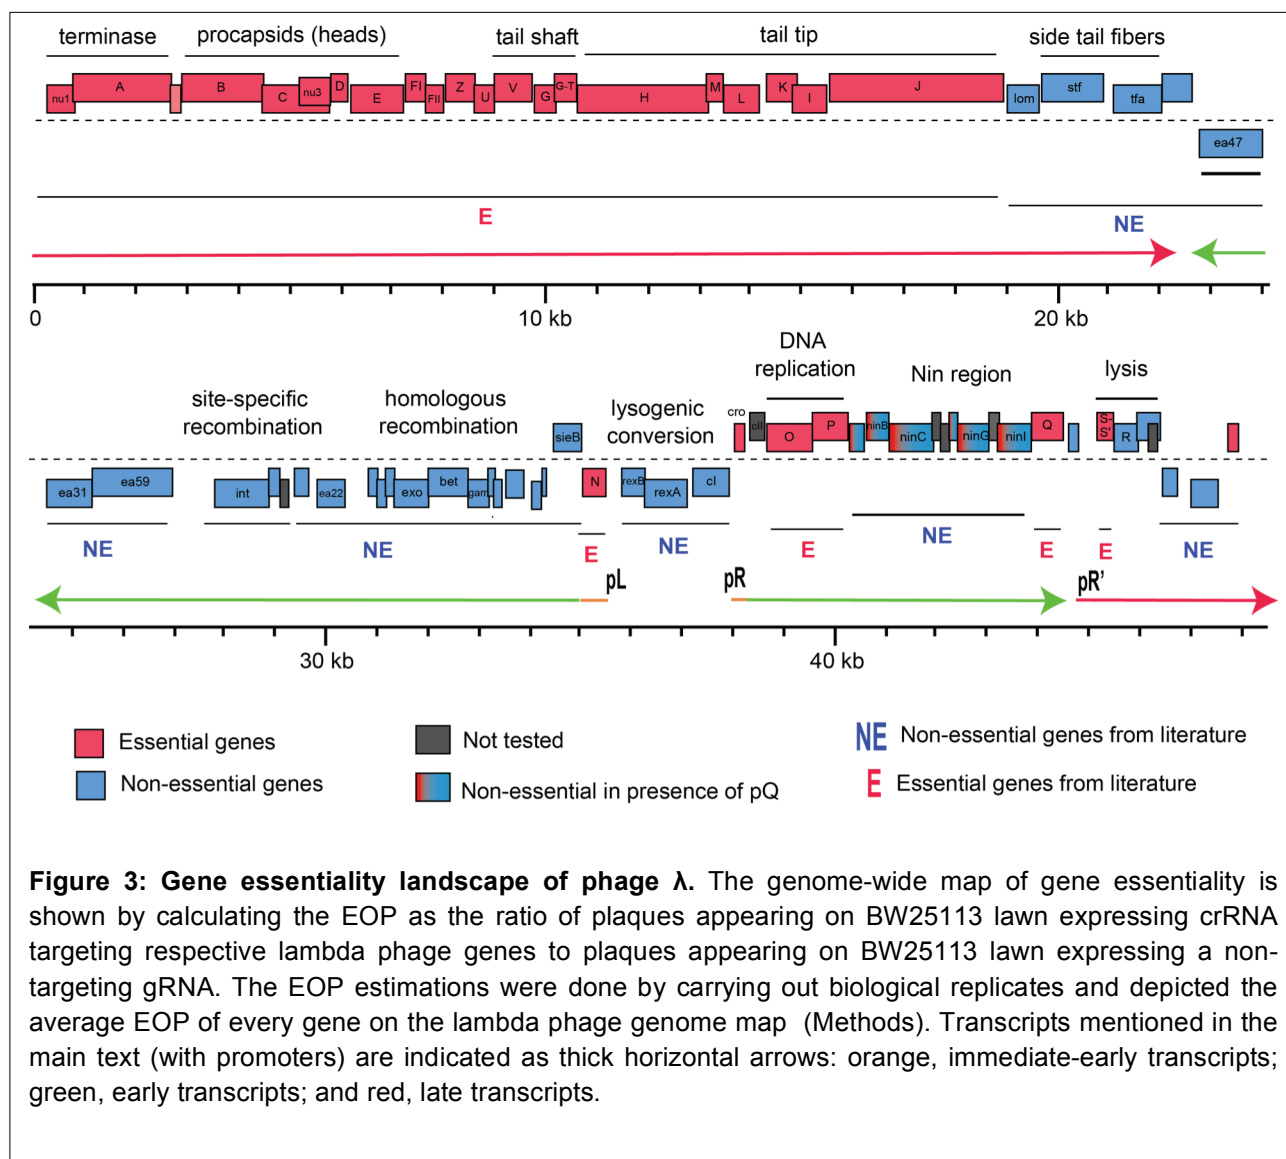 terminase procapsids (heads) tail shaft tail tip side tail fibers
nu1 A B C nu3 D E FI FII Z U V G G-T H M L K I J lom stf tfa
ea47
E NE
0 10 kb 20 kb
DNA replication
Nin region lysis
site-specific recombination
homologous recombination
lysogenic conversion
cro cII O P ninB ninC ninG ninI Q S- S' R
sieB
ea31 ea59 int ea22 exo bet gam N rexB rexA cI
NE NE E NE E NE E E NE
pL pR pR'
30 kb 40 kb
Essential genes Not tested NE Non-essential genes from literature
Non-essential genes Non-essential in presence of pQ E Essential genes from literature
Figure 3: Gene essentiality landscape of phage λ. The genome-wide map of gene essentiality is
shown by calculating the EOP as the ratio of plaques appearing on BW25113 lawn expressing crRNA
targeting respective lambda phage genes to plaques appearing on BW25113 lawn expressing a non-
targeting gRNA. The EOP estimations were done by carrying out biological replicates and depicted the
average EOP of every gene on the lambda phage genome map (Methods). Transcripts mentioned in the
main text (with promoters) are indicated as thick horizontal arrows: orange, immediate-early transcripts;
green, early transcripts; and red, late transcripts.